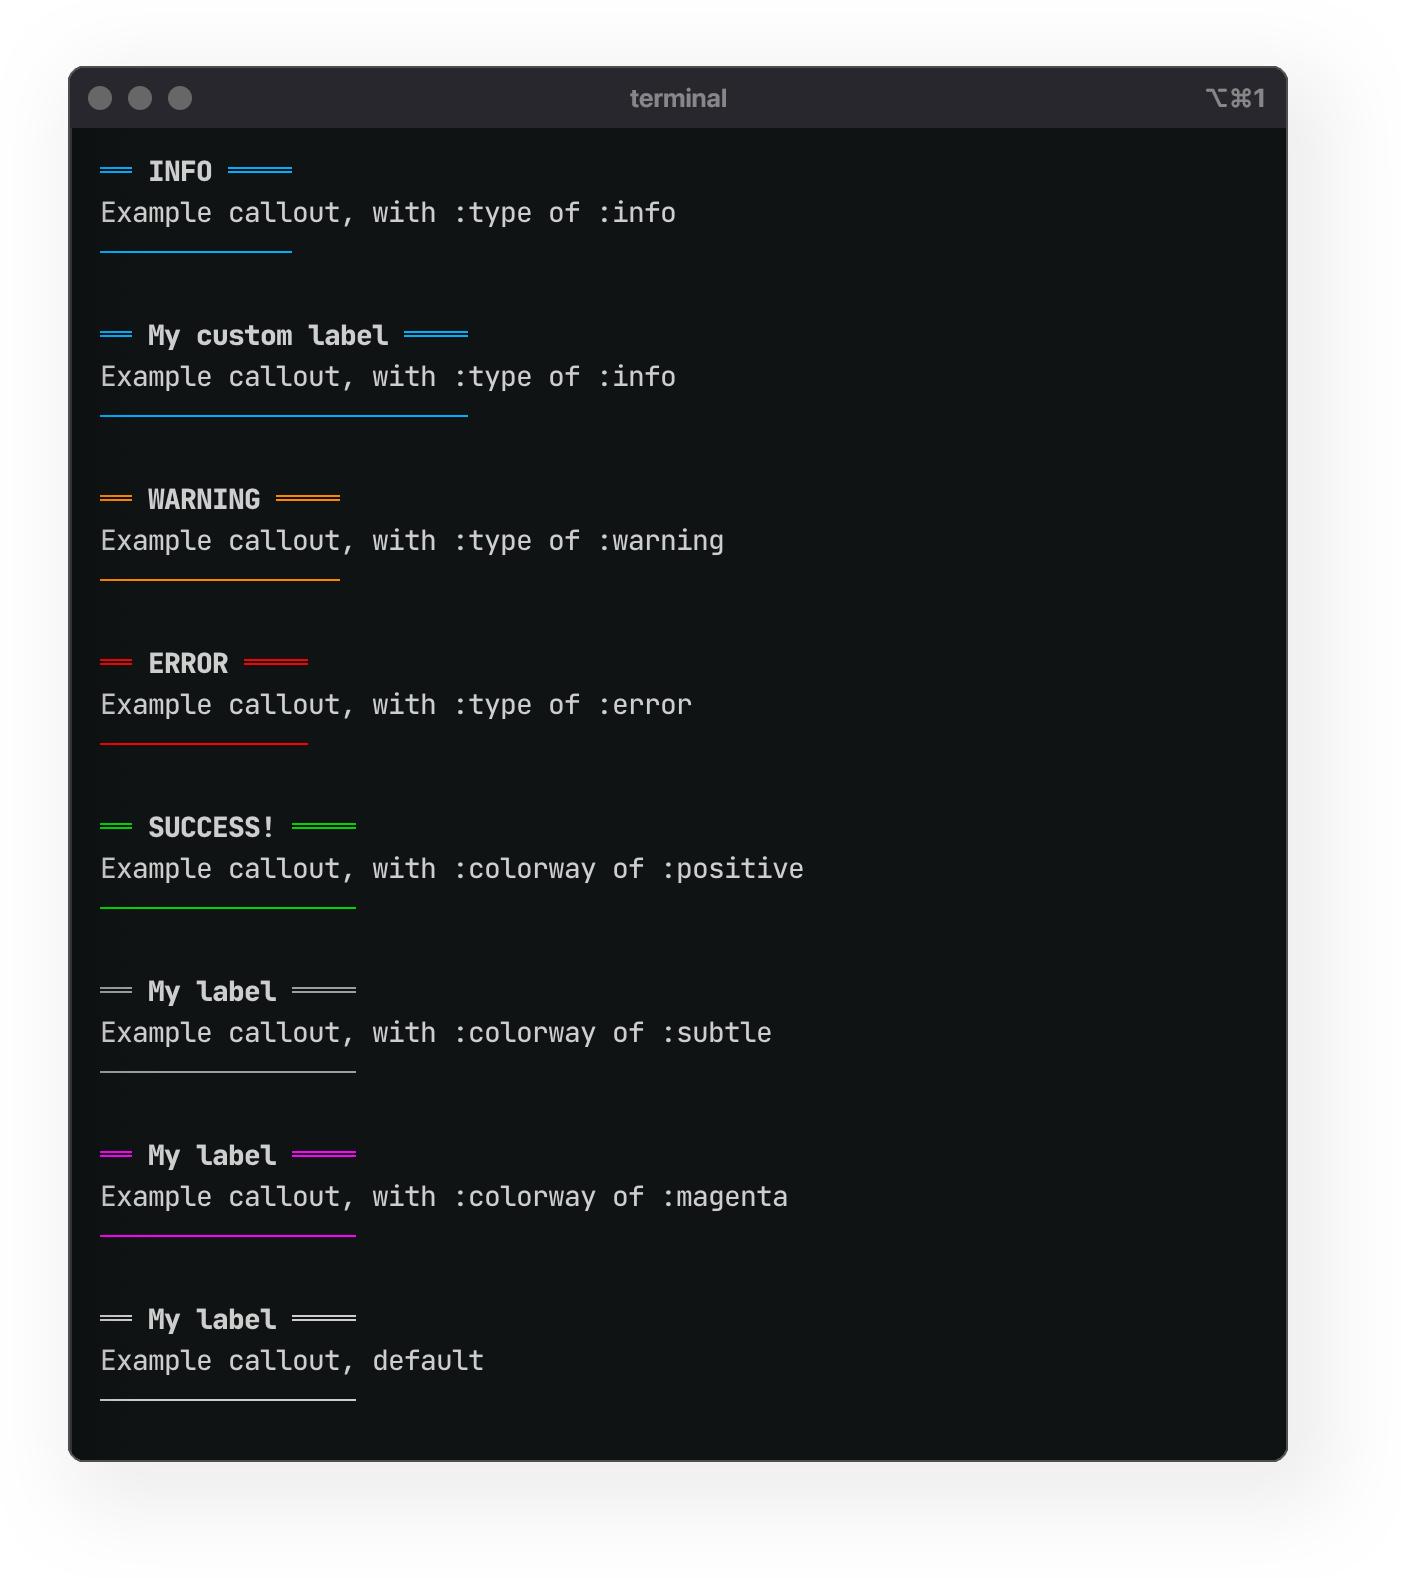 terminal ⌥⌘1
══ INFO ════
Example callout, with :type of :info
────────────
══ My custom label ════
Example callout, with :type of :info
───────────────────────
══ WARNING ════
Example callout, with :type of :warning
───────────────
══ ERROR ════
Example callout, with :type of :error
─────────────
══ SUCCESS! ════
Example callout, with :colorway of :positive
────────────────
══ My label ════
Example callout, with :colorway of :subtle
────────────────
══ My label ════
Example callout, with :colorway of :magenta
────────────────
══ My label ════
Example callout, default
────────────────